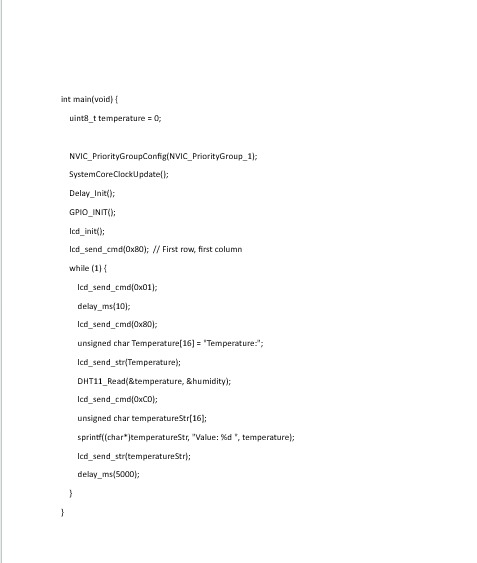 int main(void) {
uint8_t temperature = 0;
NVIC_PriorityGroupConfig(NVIC_PriorityGroup_1);
SystemCoreClockUpdate();
Delay_Init();
GPIO_INIT();
lcd_init();
lcd_send_cmd(0x80);  // First row, first column
while (1) {
lcd_send_cmd(0x01);
delay_ms(10);
lcd_send_cmd(0x80);
unsigned char Temperature[16] = "Temperature:";
lcd_send_str(Temperature);
DHT11_Read(&temperature, &humidity);
lcd_send_cmd(0xC0);
unsigned char temperatureStr[16];
sprintf((char*)temperatureStr, "Value: %d ", temperature);
lcd_send_str(temperatureStr);
delay_ms(5000);
}
}